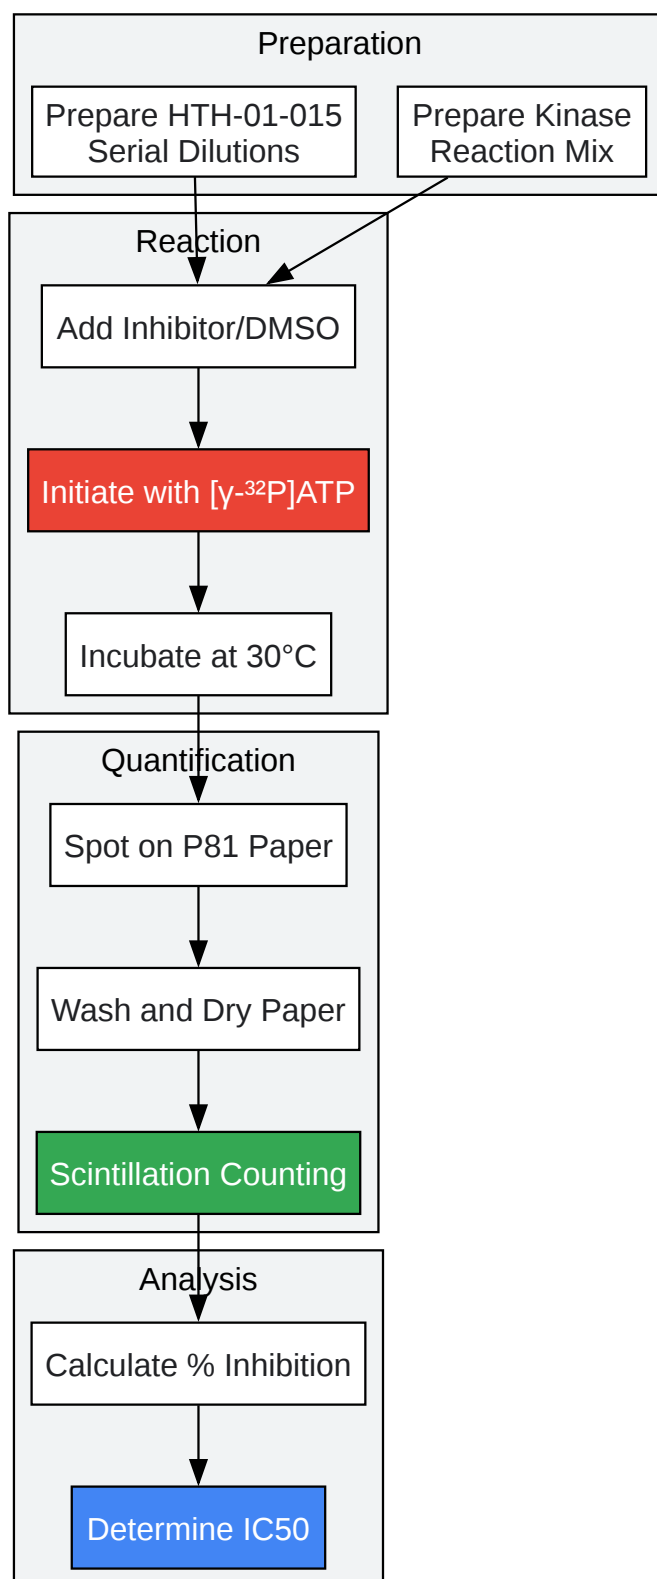 Preparation
Prepare HTH-01-015
Serial Dilutions
Prepare Kinase
Reaction Mix
Reaction
Add Inhibitor/DMSO
Initiate with [γ-³²P]ATP
Incubate at 30°C
Quantification
Spot on P81 Paper
Wash and Dry Paper
Scintillation Counting
Analysis
Calculate % Inhibition
Determine IC50